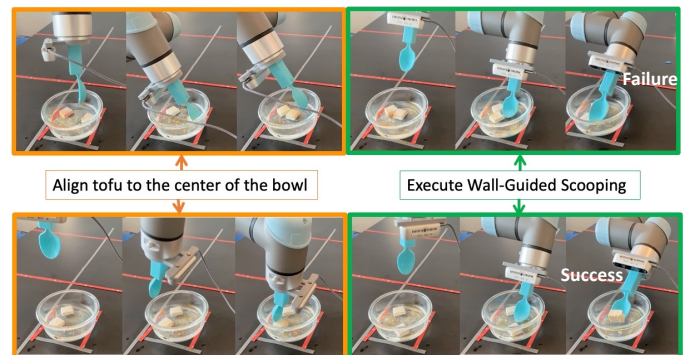 Failure
Align tofu to the center of the bowl
Execute Wall-Guided Scooping
Success